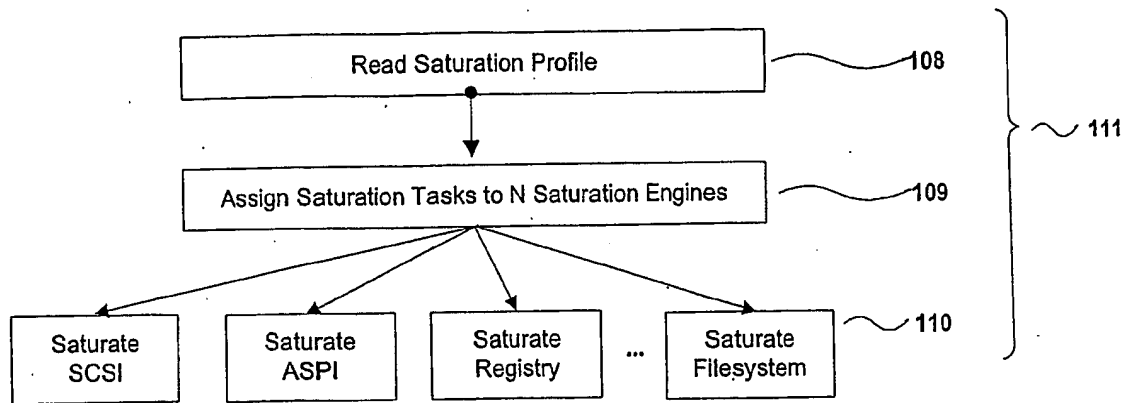 Read Saturation Profile
108
111
Assign Saturation Tasks to N Saturation Engines
109
Saturate
SCSI
Saturate
ASPI
Saturate
Registry
...
Saturate
Filesystem
110